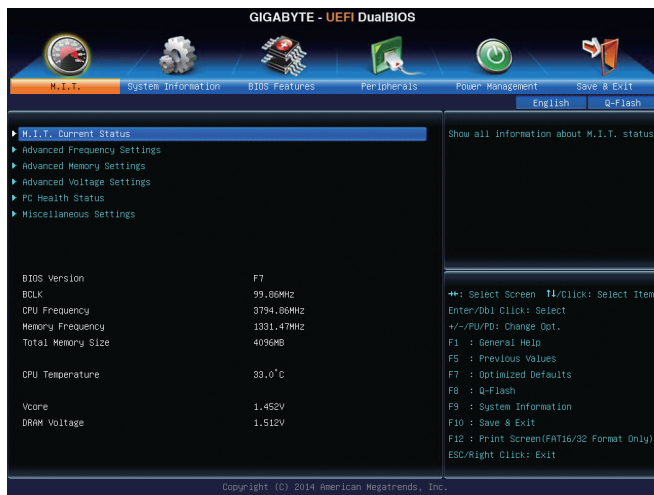 GIGABYTE - UEFI DualBIOS
M.I.T.
System Information
BIOS Features
Peripherals
Power Management
Save & Exit
English
Q-Flash
M.I.T. Current Status
Advanced Frequency Settings
Advanced Memory Settings
Advanced Voltage Settings
PC Health Status
Miscellaneous Settings
Show all information about M.I.T. status
BIOS Version F7
BCLK 99.86MHz
CPU Frequency 3794.86MHz
Memory Frequency 1331.47MHz
Total Memory Size 4096MB
CPU Temperature 33.0°C
Vcore 1.452V
DRAM Voltage 1.512V
→←: Select Screen ↑↓/Click: Select Item
Enter/Dbl Click: Select
+/-/PU/PD: Change Opt.
F1 : General Help
F5 : Previous Values
F7 : Optimized Defaults
F8 : Q-Flash
F9 : System Information
F10 : Save & Exit
F12 : Print Screen(FAT16/32 Format Only)
ESC/Right Click: Exit
Copyright (C) 2014 American Megatrends, Inc.